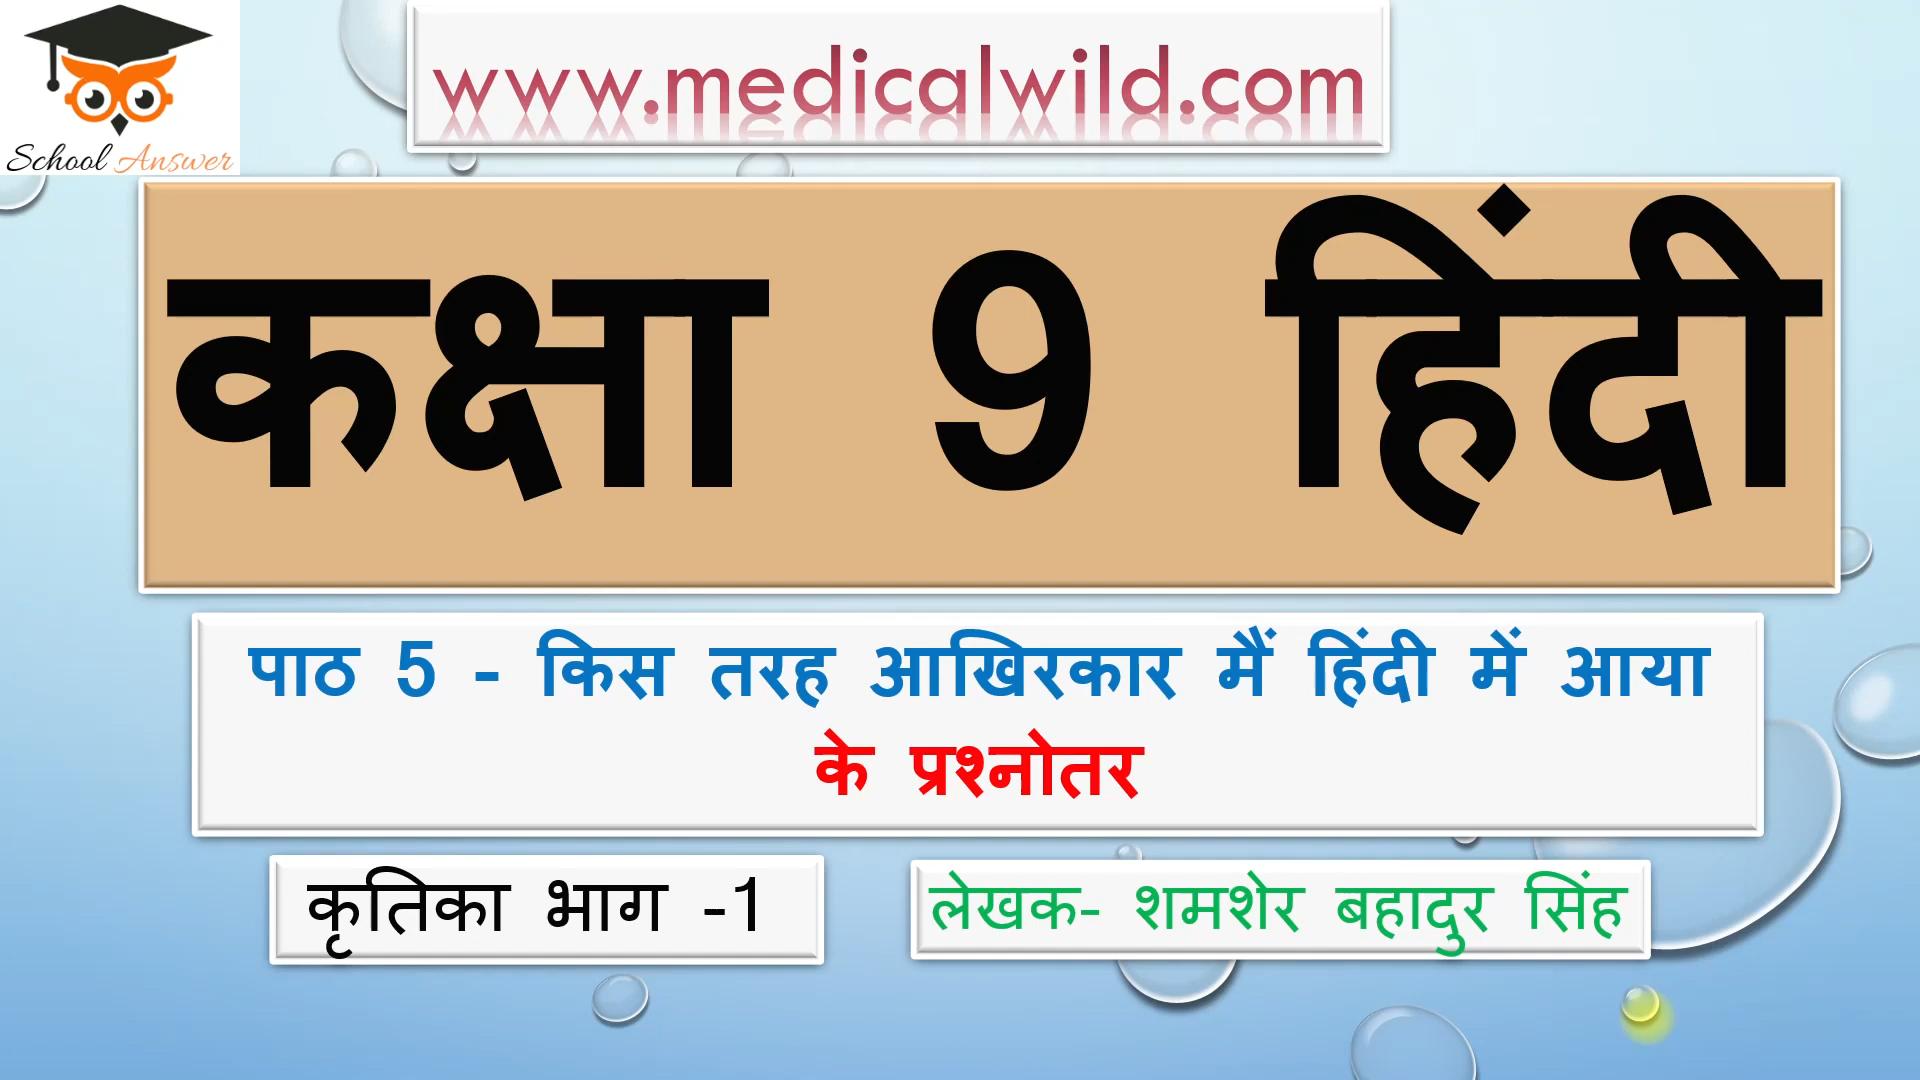 School Answer
www.medicalwild.com
कक्षा 9 हिंदी
पाठ 5 - किस तरह आखिरकार मैं हिंदी में आया
के प्रश्नोतर
कृतिका भाग -1
लेखक- शमशेर बहादुर सिंह